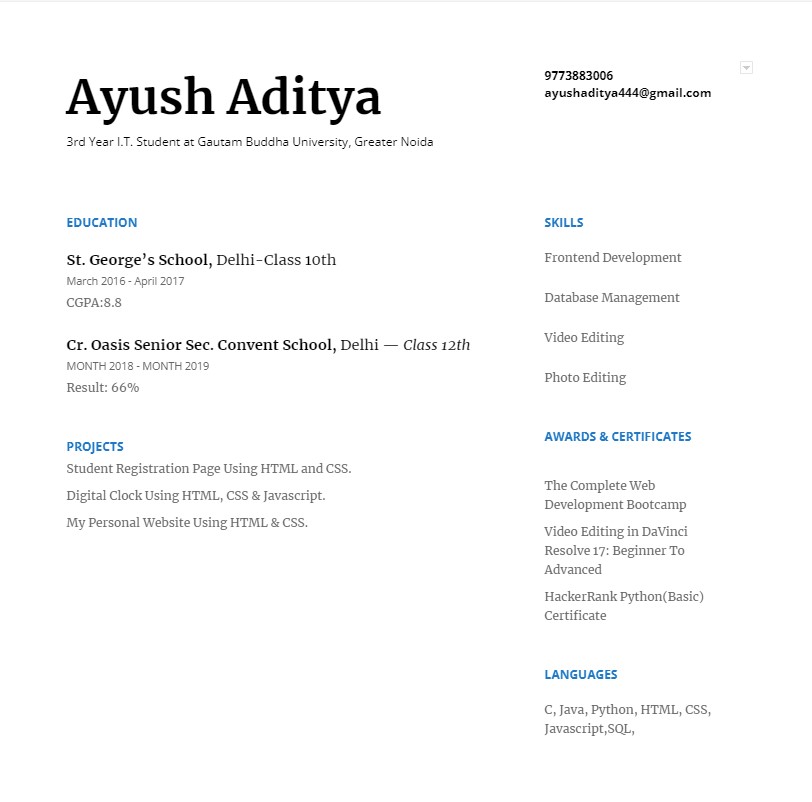 Ayush Aditya
3rd Year I.T. Student at Gautam Buddha University, Greater Noida
9773883006
ayushaditya444@gmail.com
EDUCATION
St. George’s School, Delhi-Class 10th
March 2016 - April 2017
CGPA:8.8
Cr. Oasis Senior Sec. Convent School, Delhi — Class 12th
MONTH 2018 - MONTH 2019
Result: 66%
PROJECTS
Student Registration Page Using HTML and CSS.
Digital Clock Using HTML, CSS & Javascript.
My Personal Website Using HTML & CSS.
SKILLS
Frontend Development
Database Management
Video Editing
Photo Editing
AWARDS & CERTIFICATES
The Complete Web
Development Bootcamp
Video Editing in DaVinci
Resolve 17: Beginner To
Advanced
HackerRank Python(Basic)
Certificate
LANGUAGES
C, Java, Python, HTML, CSS,
Javascript,SQL,